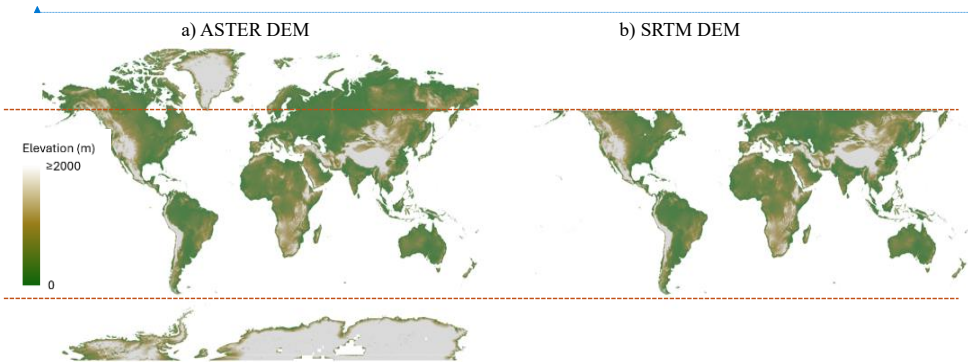 a) ASTER DEM
b) SRTM DEM
Elevation (m)
≥2000
0